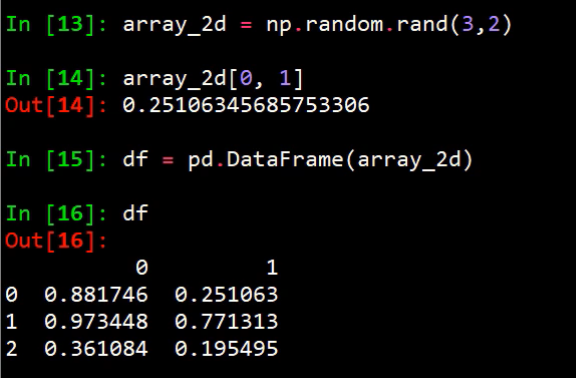 In [13]: array_2d = np.random.rand(3,2)
In [14]: array_2d[0, 1]
Out[14]: 0.25106345685753306
In [15]: df = pd.DataFrame(array_2d)
In [16]: df
Out[16]:
0 1
0 0.881746 0.251063
1 0.973448 0.771313
2 0.361084 0.195495